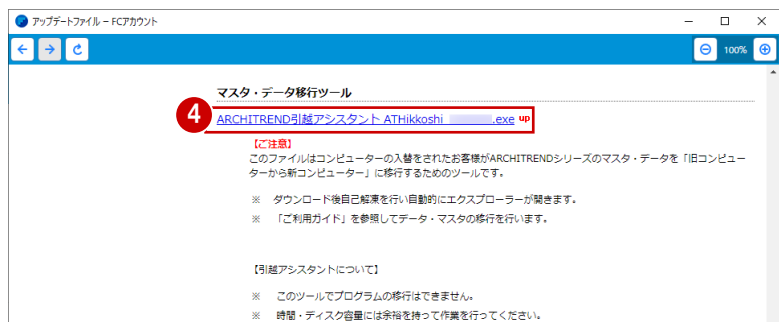 アップデートファイル – FCアカウント
100%
マスタ・データ移行ツール
4
ARCHITREND引越アシスタント ATHikkoshi .exe up
【ご注意】
このファイルはコンピューターの入替をされたお客様がARCHITRENDシリーズのマスタ・データを「旧コンピュー
ターから新コンピューター」に移行するためのツールです。
※ ダウンロード後自己解凍を行い自動的にエクスプローラーが開きます。
※ 「ご利用ガイド」を参照してデータ・マスタの移行を行います。
【引越アシスタントについて】
※ このツールでプログラムの移行はできません。
※ 時間・ディスク容量には余裕を持って作業を行ってください。